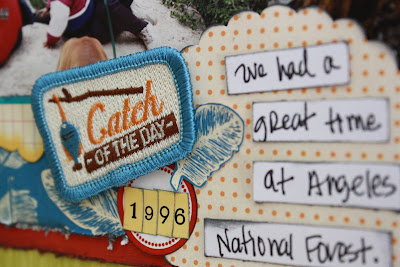 Catch
- OF THE DAY -
1996
We had a
great time
at Angeles
National Forest.